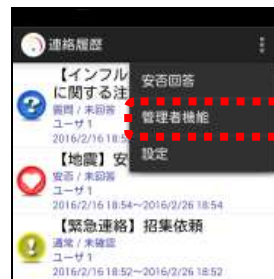 連絡履歴
【インフル
に関する注
質問 / 未回答
ユーザ 1
2016/2/16 18:5
安否回答
管理者機能
設定
【地震】安
安否 / 未回答
ユーザ 1
2016/2/16 18:54~2016/2/26 18:54
【緊急連絡】招集依頼
通常 / 未確認
ユーザ 1
2016/2/16 18:52~2016/2/26 18:52